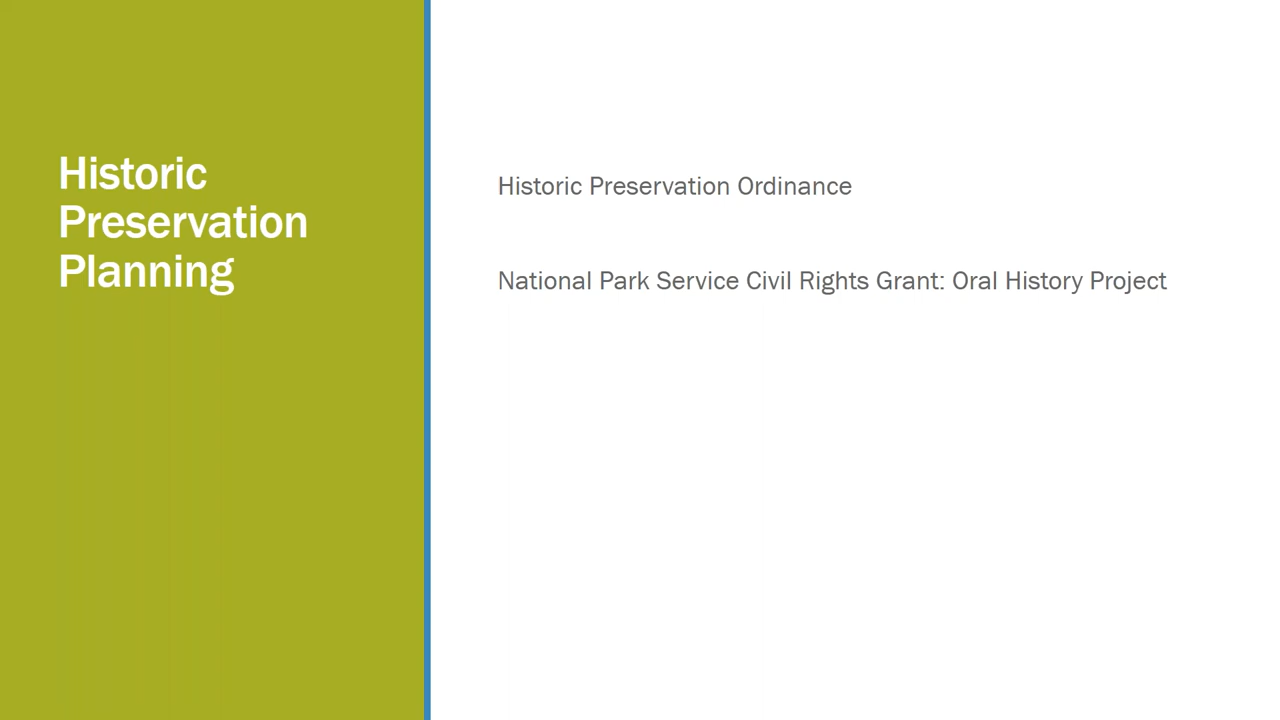 Historic
Preservation
Planning
Historic Preservation Ordinance
National Park Service Civil Rights Grant: Oral History Project